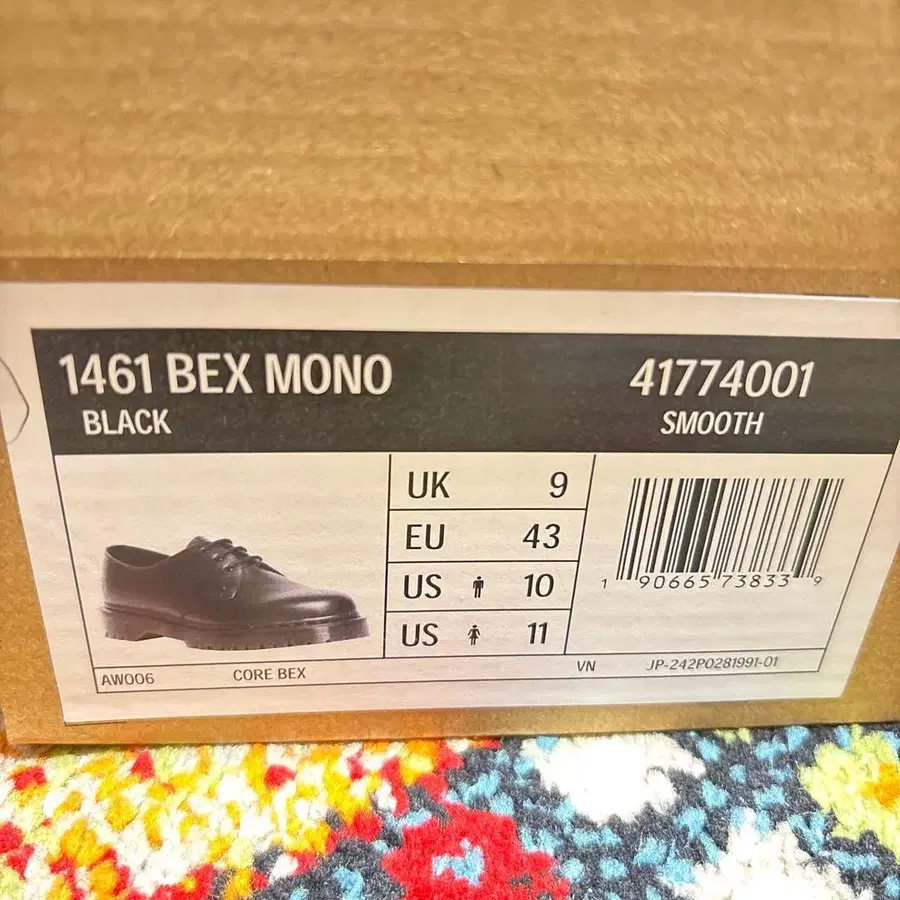 1461 BEX MONO
BLACK
41774001
SMOOTH
UK 9
EU 43
US 10
US 11
1 90665 73833 9
AW006 CORE BEX VN JP-242P0281991-01